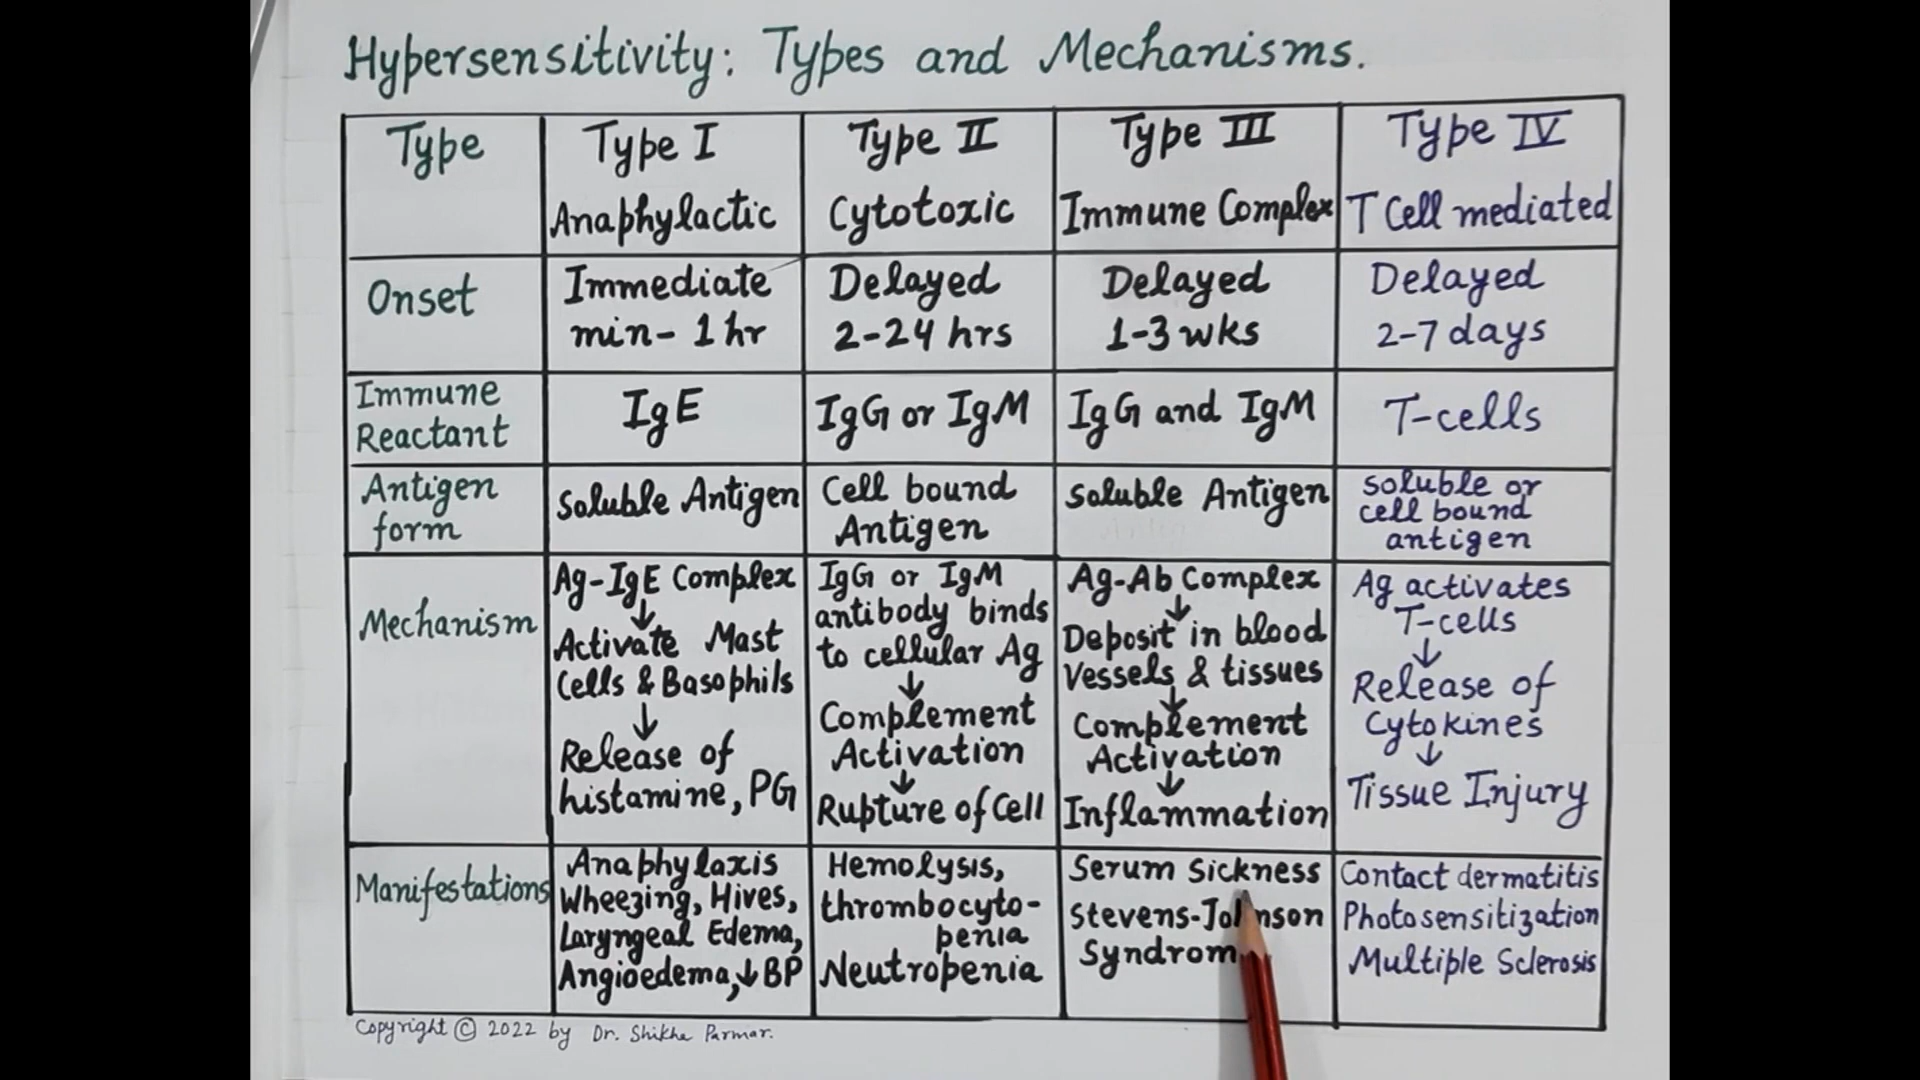 Hypersensitivity: Types and Mechanisms.
Type
Type I
Anaphylactic
Type II
Cytotoxic
Type III
Immune Complex
Type IV
T Cell mediated
Onset
Immediate
min- 1 hr
Delayed
2-24 hrs
Delayed
1-3 wks
Delayed
2-7 days
Immune
Reactant
IgE
IgG or IgM
IgG and IgM
T-cells
Antigen
form
Soluble Antigen
Cell bound
Antigen
Soluble Antigen
soluble or
cell bound
antigen
Mechanism
Ag-IgE Complex
↓
Activate Mast
Cells & Basophils
↓
Release of
histamine, PG
IgG or IgM
antibody binds
to cellular Ag
↓
Complement
Activation
↓
Rupture of Cell
Ag-Ab Complex
↓
Deposit in blood
Vessels & tissues
↓
Complement
Activation
↓
Inflammation
Ag activates
T-cells
↓
Release of
Cytokines
↓
Tissue Injury
Manifestations
Anaphylaxis
Wheezing, Hives,
Laryngeal Edema,
Angioedema, ↓ BP
Hemolysis,
thrombocyto-
penia
Neutropenia
Serum Sickness
Stevens-Johnson
Syndrom
Contact dermatitis
Photosensitization
Multiple Sclerosis
Copyright © 2022 by Dr. Shikha Parmar.